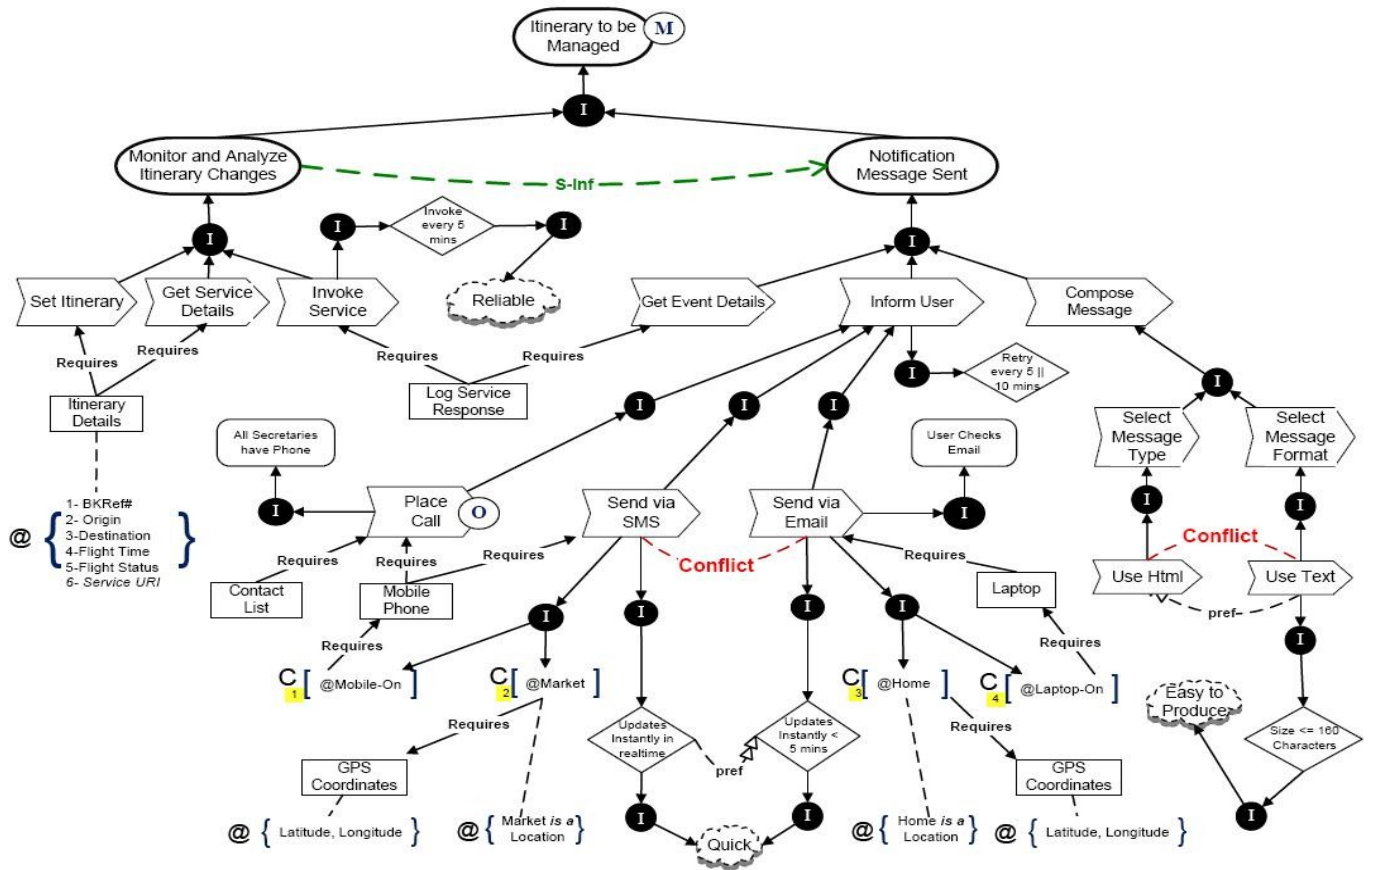 Itinerary to be
Managed
M
I
Monitor and Analyze
Itinerary Changes
S-Inf
Notification
Message Sent
I
I
Invoke
every 5
mins
I
I
Set Itinerary
Get Service
Details
Invoke
Service
Reliable
Get Event Details
Inform User
Compose
Message
Requires
Requires
Requires
Requires
I
Retry
every 5 ||
10 mins
I
Itinerary
Details
Log Service
Response
I
I
I
Select
Message
Type
Select
Message
Format
All Secretaries
have Phone
User Checks
Email
@
{
1- BKRef#
2- Origin
3-Destination
4-Flight Time
5-Flight Status
6- Service URI
}
I
Place
Call
O
Send via
SMS
Send via
Email
I
I
I
Requires
Requires
Requires
Conflict
Requires
Conflict
Contact
List
Mobile
Phone
Laptop
Use Html
Use Text
pref
I
I
I
I
I
Requires
Requires
C
1
[ @Mobile-On ]
C
2
[ @Market ]
C
3
[ @Home ]
C
4
[ @Laptop-On ]
Requires
Requires
Updates
Instantly in
realtime
pref
Updates
Instantly <
5 mins
Easy to
Produce
Size <= 160
Characters
GPS
Coordinates
GPS
Coordinates
I
I
I
@ { Latitude, Longitude }
@ { Market is a
Location }
Quick
@ { Home is a
Location }
@ { Latitude, Longitude }